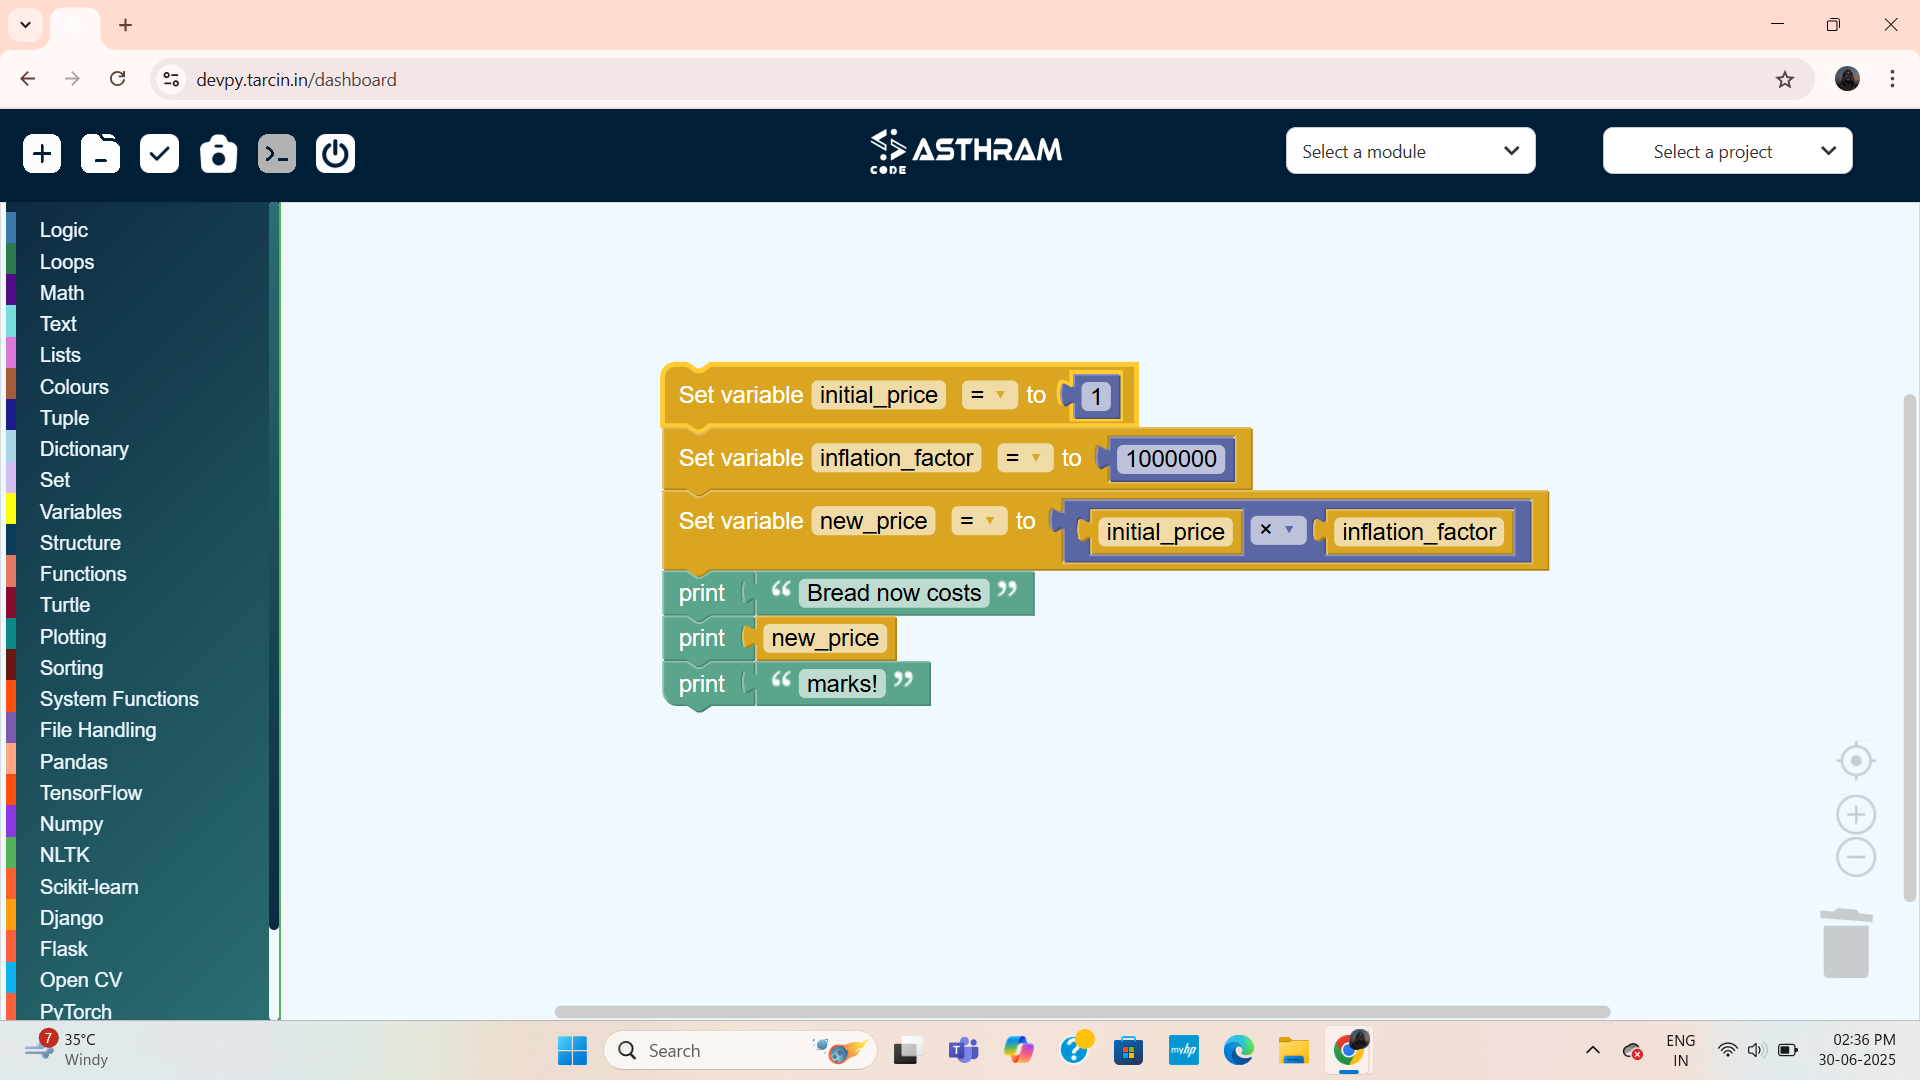 devpy.tarcin.in/dashboard
ASTHRAM
CODE
Select a module
Select a project
Logic
Loops
Math
Text
Lists
Colours
Tuple
Dictionary
Set
Variables
Structure
Functions
Turtle
Plotting
Sorting
System Functions
File Handling
Pandas
TensorFlow
Numpy
NLTK
Scikit-learn
Django
Flask
Open CV
PyTorch
Set variable initial_price = to 1
Set variable inflation_factor = to 1000000
Set variable new_price = to initial_price × inflation_factor
print “ Bread now costs ”
print new_price
print “ marks! ”
7
35°C
Windy
Search
myhp
ENG
IN
02:36 PM
30-06-2025